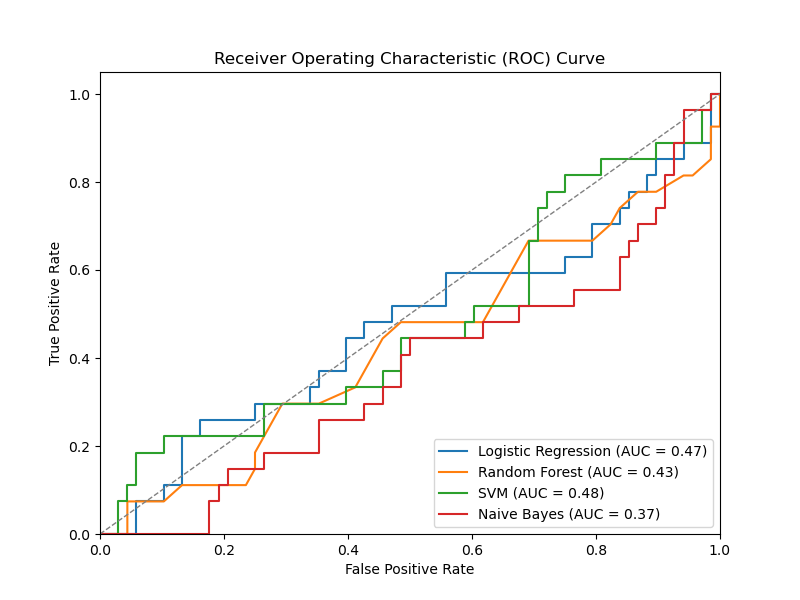 Receiver Operating Characteristic (ROC) Curve
True Positive Rate
1.0
0.8
0.6
0.4
0.2
0.0
Logistic Regression (AUC = 0.47)
Random Forest (AUC = 0.43)
SVM (AUC = 0.48)
Naive Bayes (AUC = 0.37)
0.0 0.2 0.4 0.6 0.8 1.0
False Positive Rate